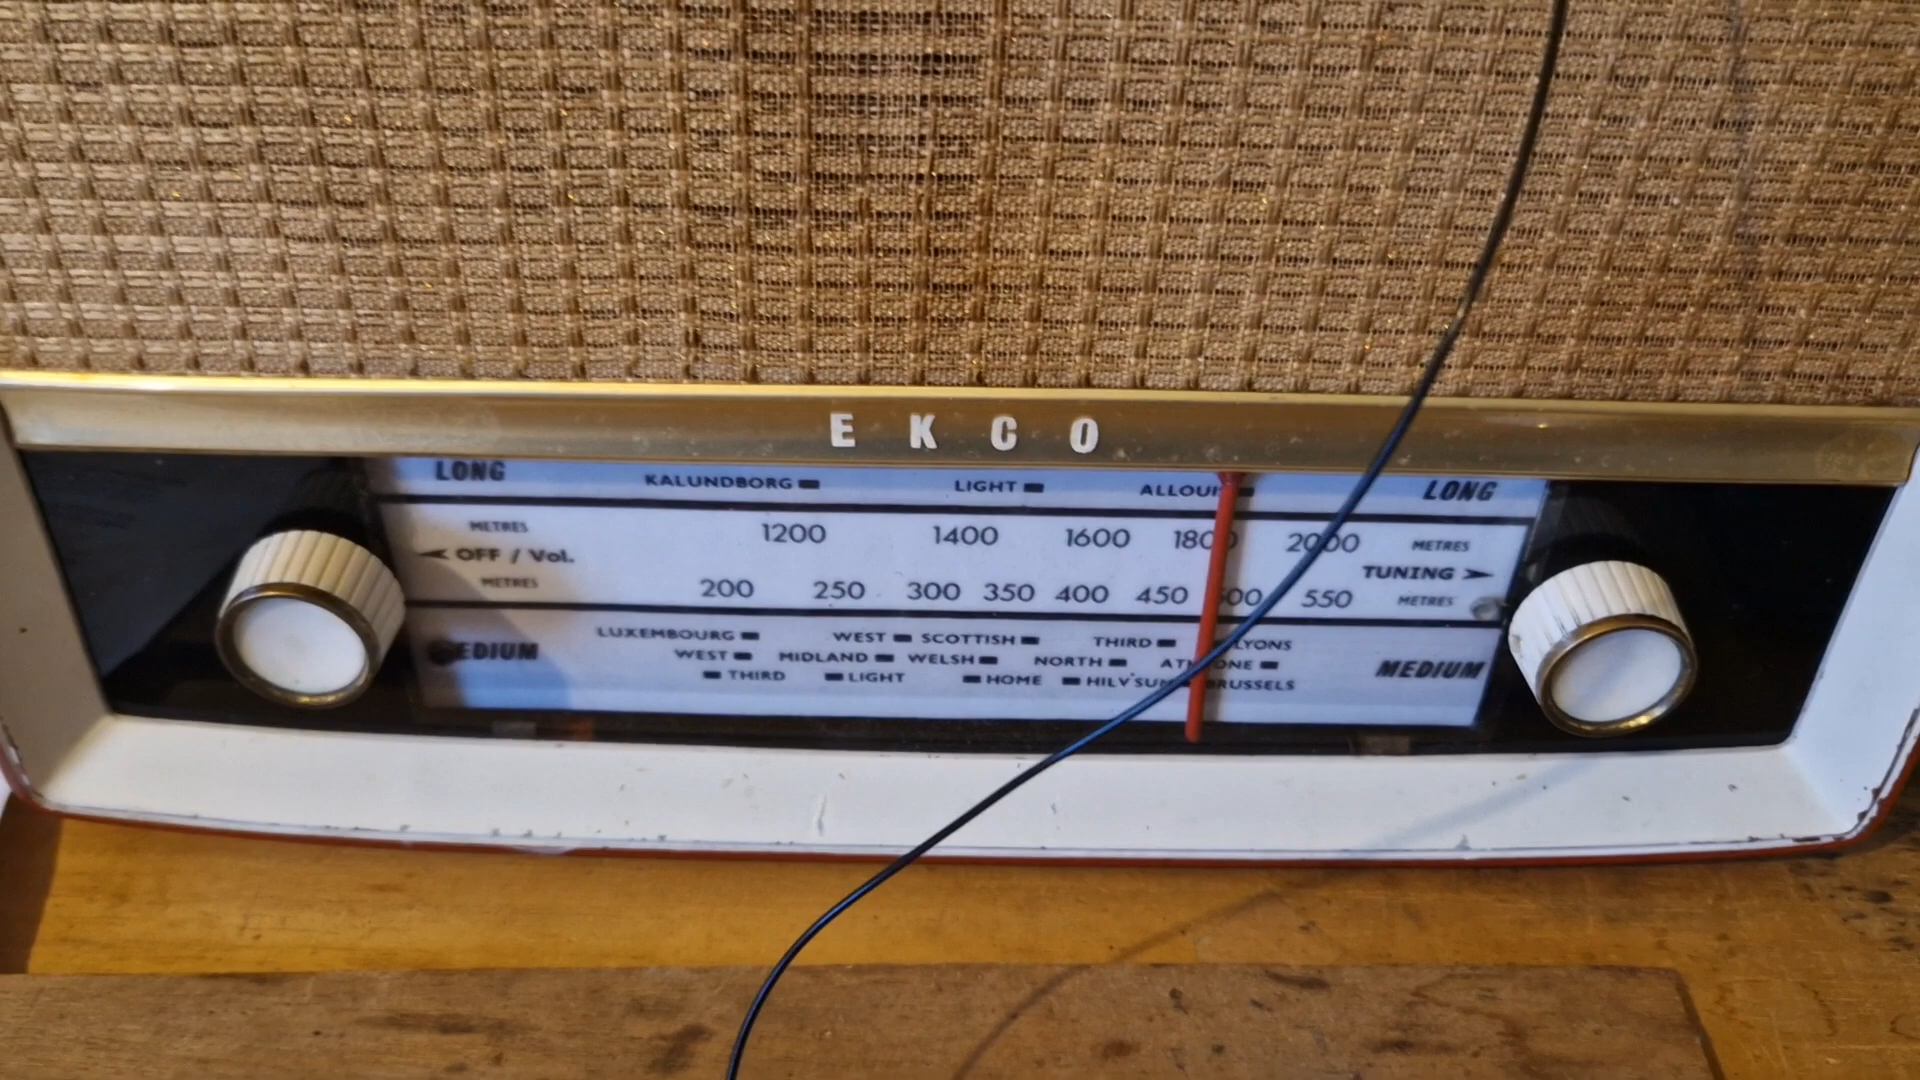 EKCO
LONG KALUNDBORG LIGHT LONG
METRES 1200 1400 1600 2000 METRES
OFF / Vol. TUNING
METRES 200 250 300 350 400 450 550 METRES
LUXEMBOURG WEST SCOTTISH THIRD LYONS
WEST MIDLAND WELSH NORTH
MEDIUM
THIRD LIGHT HOME BRUSSELS